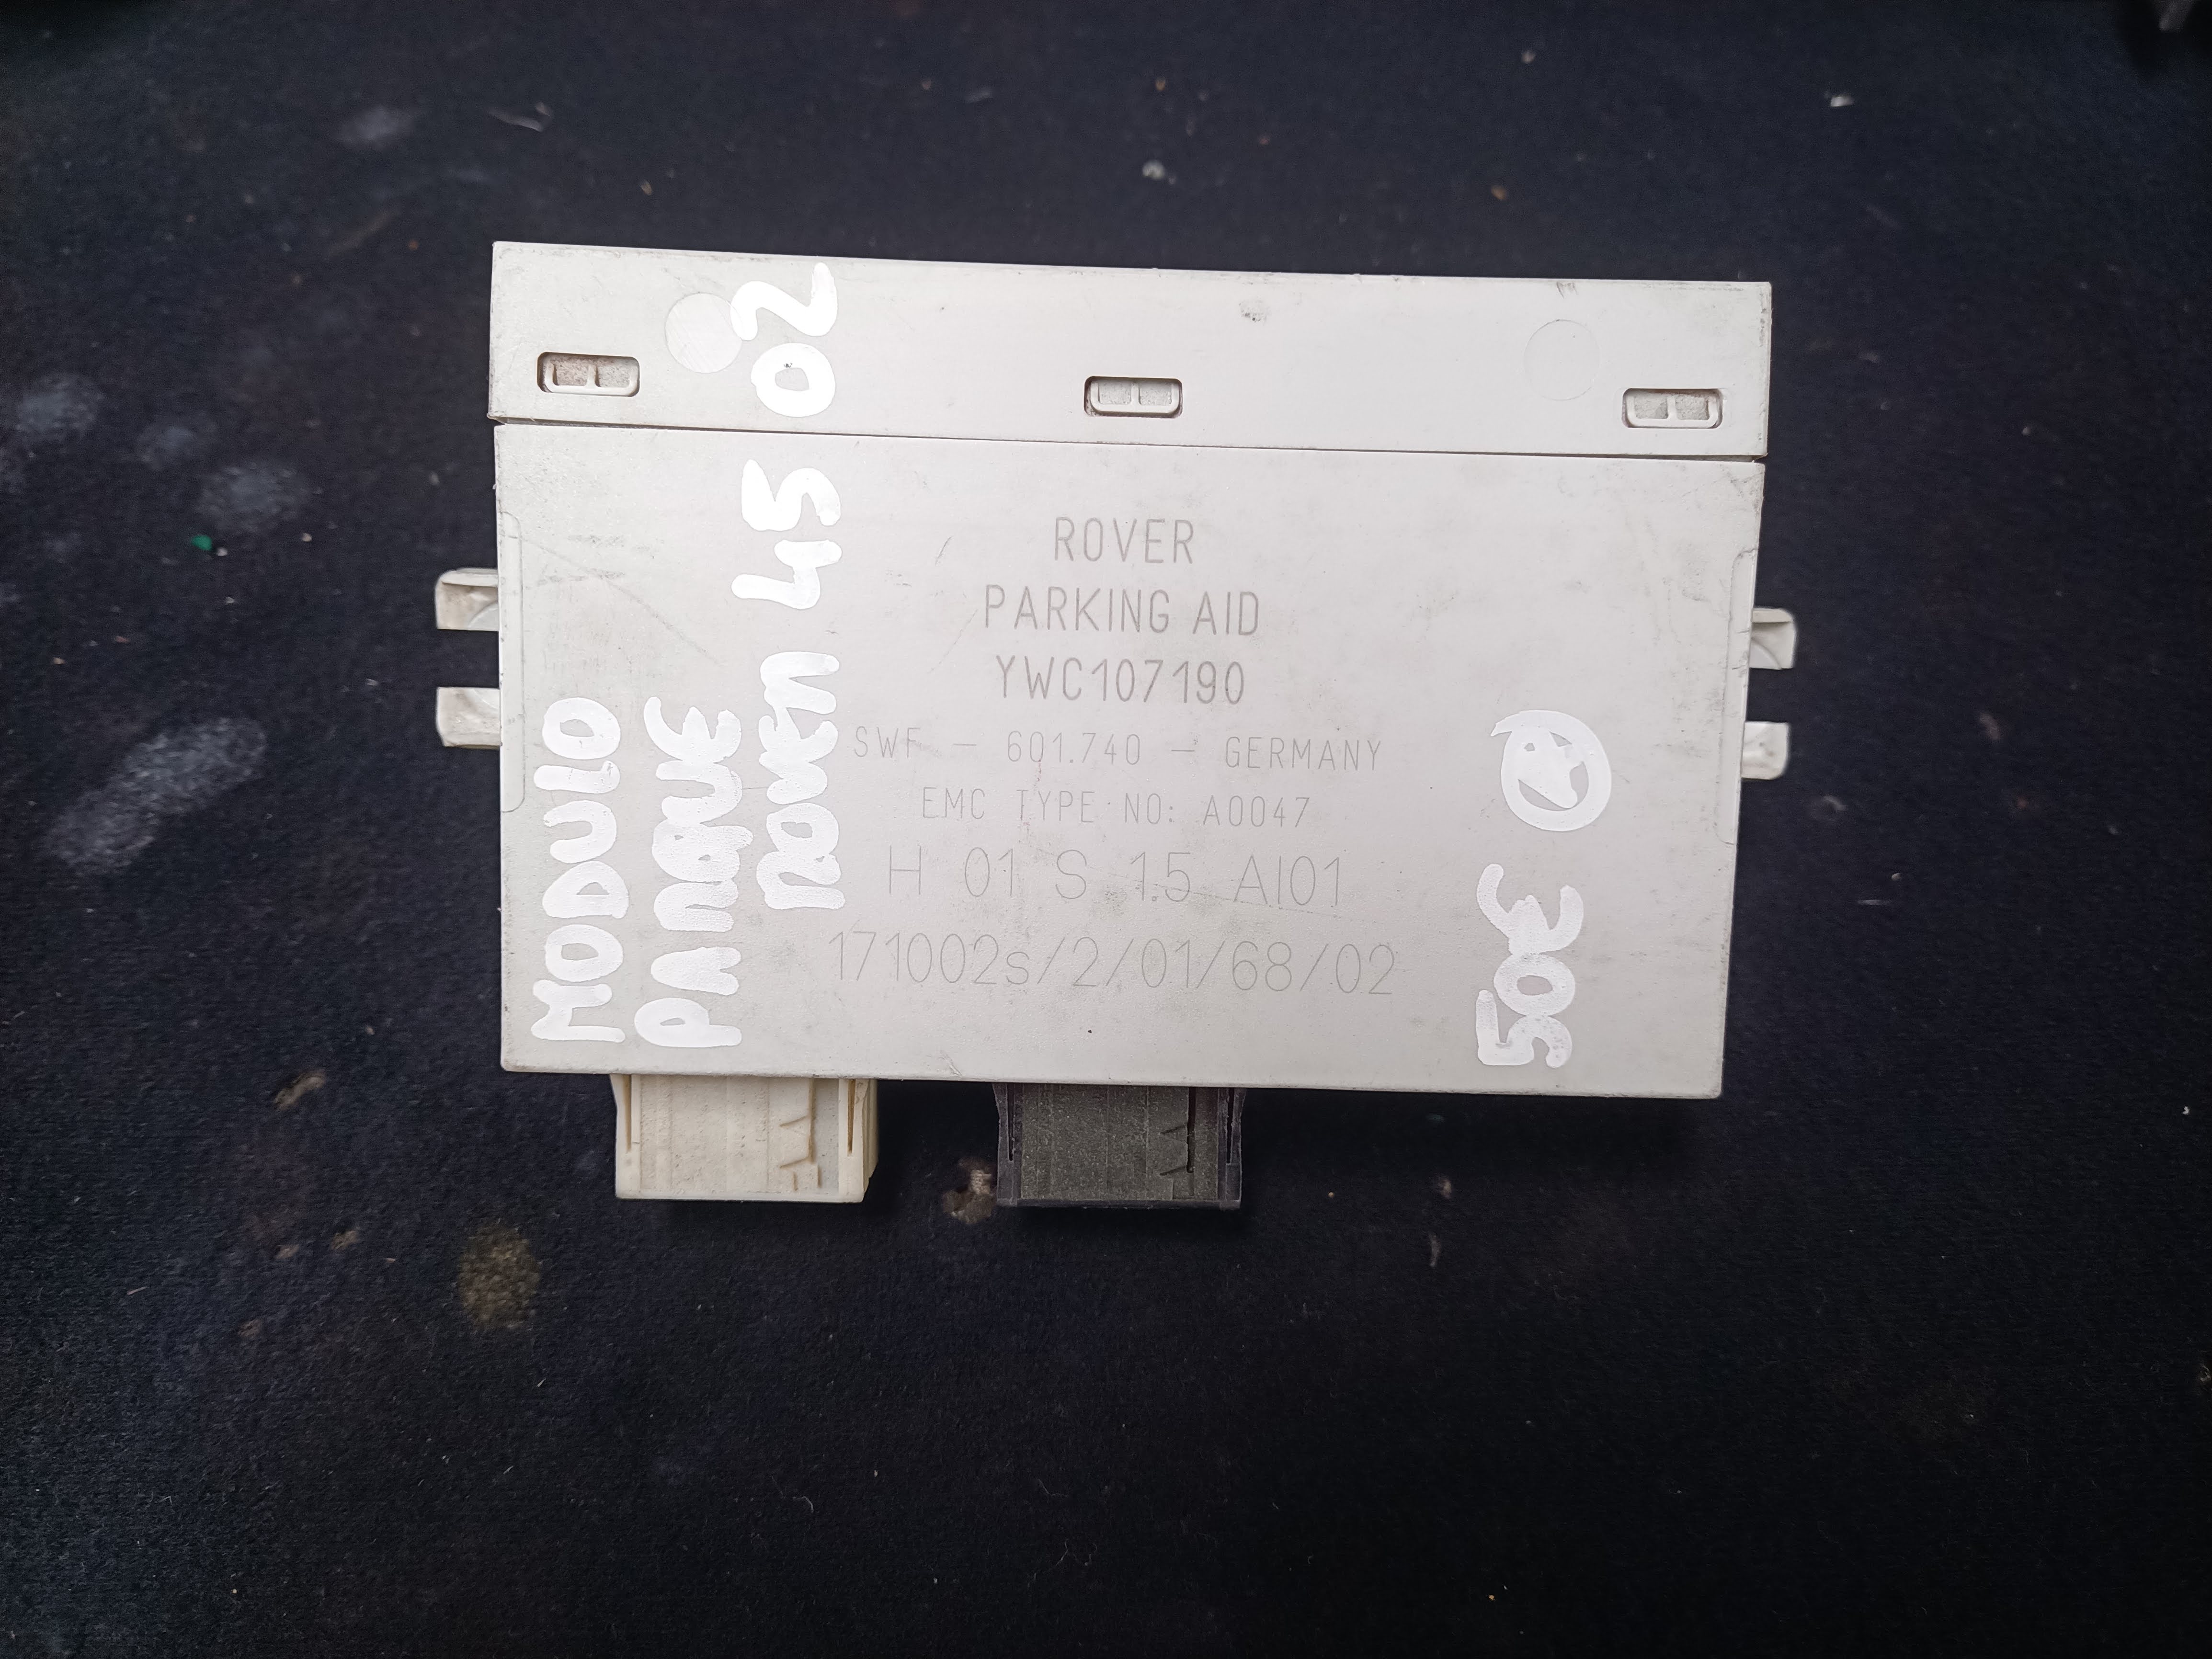 ROVER
PARKING AID
YWC107190
SWF - 601.740 - GERMANY
EMC TYPE NO: A0047
H 01 S 1.5 AI01
171002s/2/01/68/02
MODULO
PARQUE
ROVER 45 02
50€